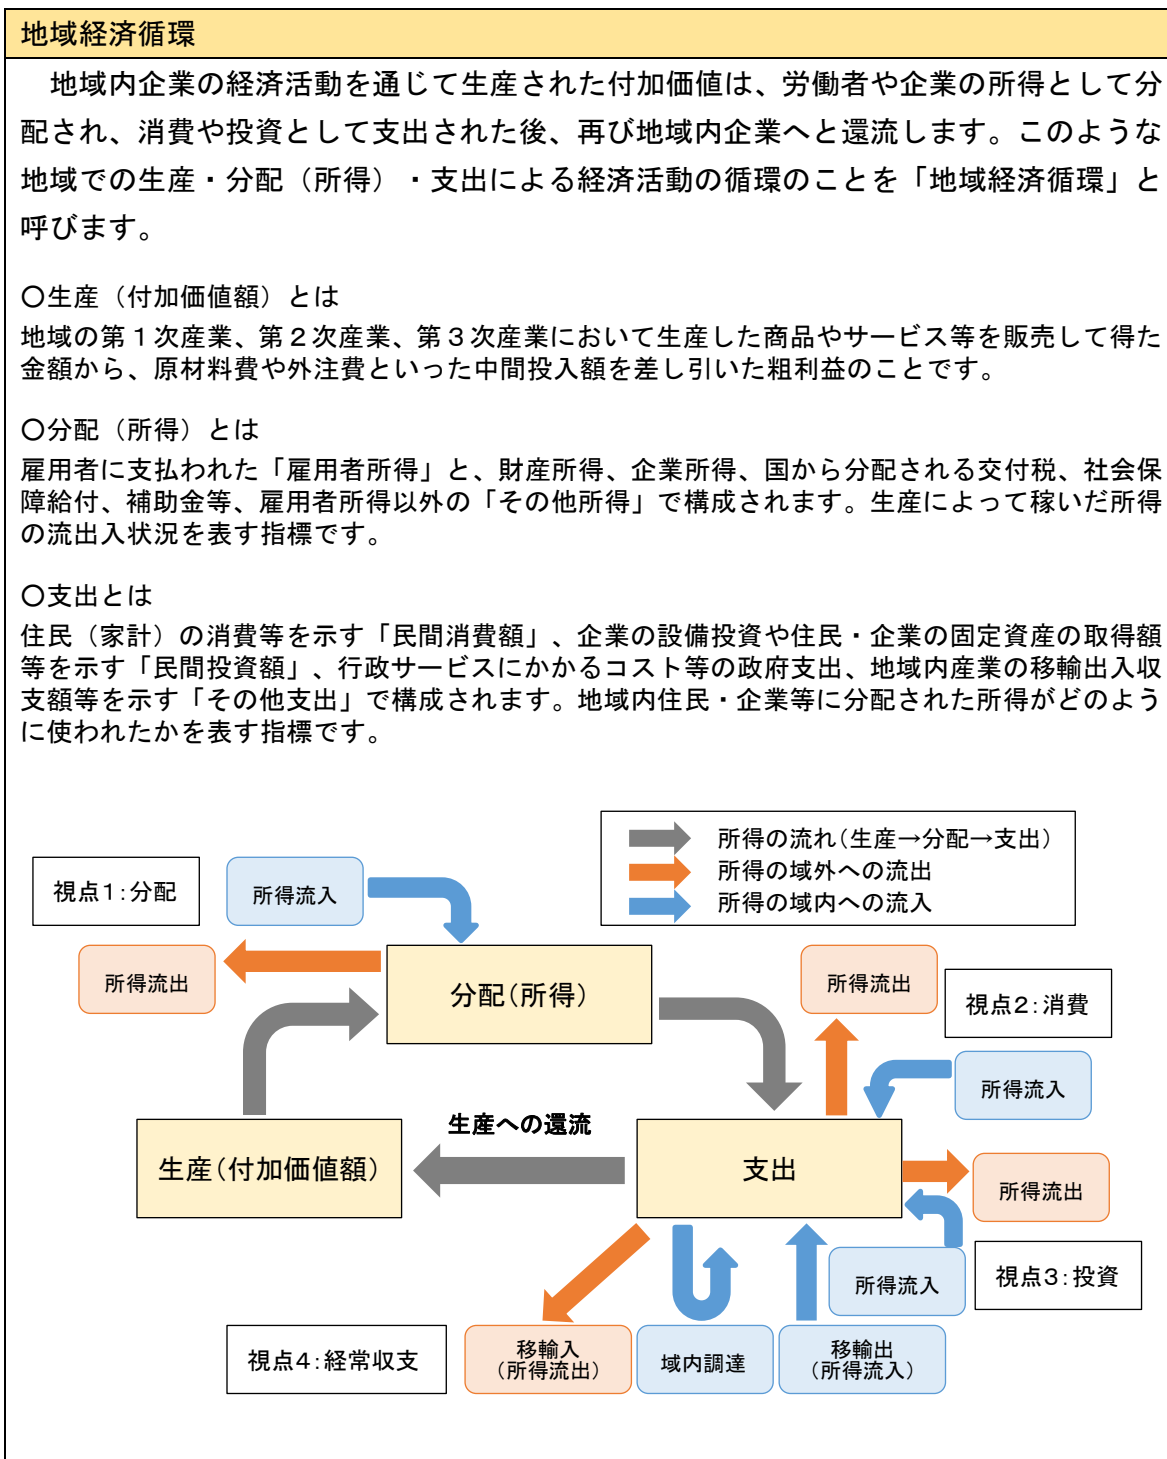 地域経済循環
　地域内企業の経済活動を通じて生産された付加価値は、労働者や企業の所得として分
配され、消費や投資として支出された後、再び地域内企業へと還流します。このような
地域での生産・分配（所得）・支出による経済活動の循環のことを「地域経済循環」と
呼びます。
〇生産（付加価値額）とは
地域の第１次産業、第２次産業、第３次産業において生産した商品やサービス等を販売して得た
金額から、原材料費や外注費といった中間投入額を差し引いた粗利益のことです。
〇分配（所得）とは
雇用者に支払われた「雇用者所得」と、財産所得、企業所得、国から分配される交付税、社会保
障給付、補助金等、雇用者所得以外の「その他所得」で構成されます。生産によって稼いだ所得
の流出入状況を表す指標です。
〇支出とは
住民（家計）の消費等を示す「民間消費額」、企業の設備投資や住民・企業の固定資産の取得額
等を示す「民間投資額」、行政サービスにかかるコスト等の政府支出、地域内産業の移輸出入収
支額等を示す「その他支出」で構成されます。地域内住民・企業等に分配された所得がどのよう
に使われたかを表す指標です。
所得の流れ（生産→分配→支出）
所得の域外への流出
所得の域内への流入
視点１：分配
所得流入
所得流出
分配（所得）
所得流出
視点２：消費
所得流入
生産への還流
生産（付加価値額）
支出
所得流出
所得流入
視点３：投資
視点４：経常収支
移輸入
（所得流出）
域内調達
移輸出
（所得流入）